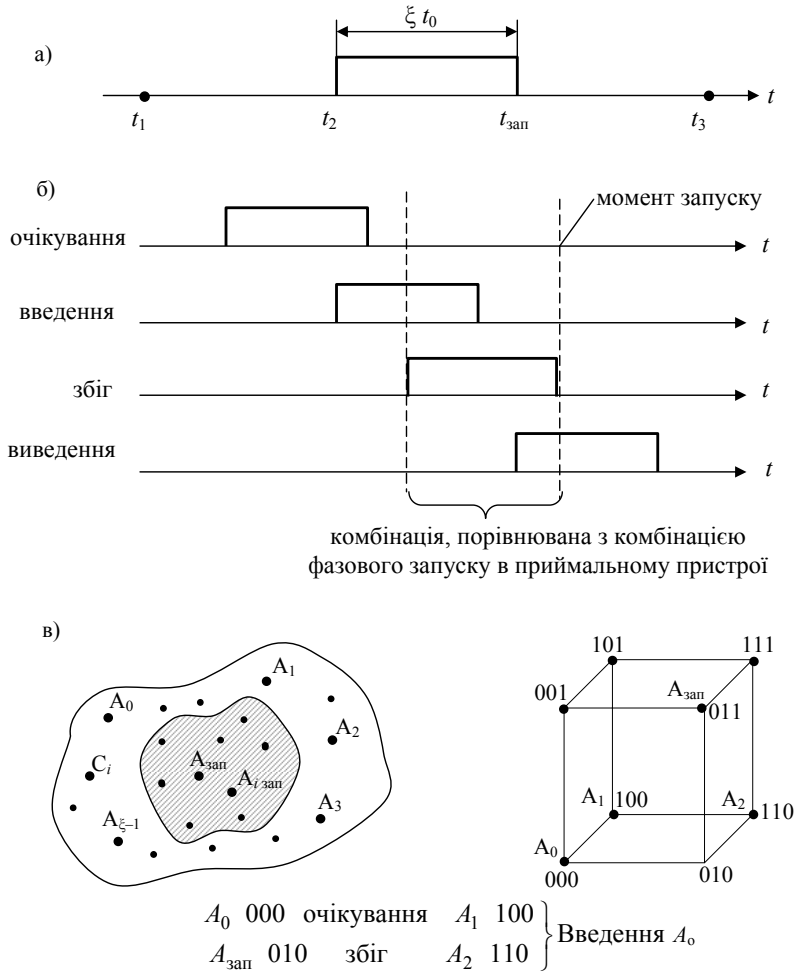 а)
ξ t₀
t₁ t₂ tзап t₃ t
б)
момент запуску
очікування t
введення t
збіг t
виведення t
комбінація, порівнювана з комбінацією
фазового запуску в приймальному пристрої
в)
A₀ A₁ A₂ Cᵢ Aзап Aᵢ зап Aξ–1 A₃
101 111
001 Aзап 011
A₁ 100 A₂ 110
A₀ 000 010
A₀ 000 очікування A₁ 100
Aзап 010 збіг A₂ 110
Введення Aₒ